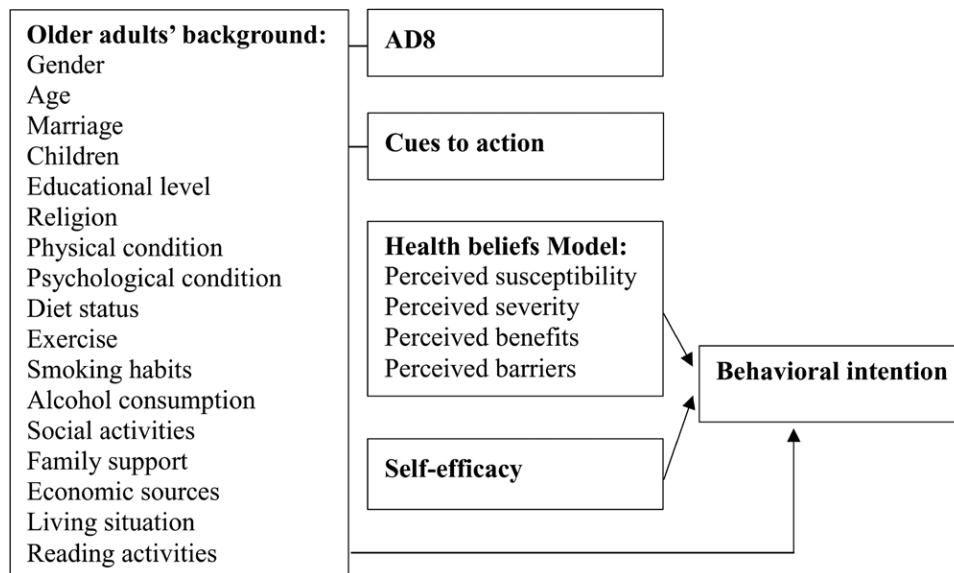 Older adults’ background:
Gender
Age
Marriage
Children
Educational level
Religion
Physical condition
Psychological condition
Diet status
Exercise
Smoking habits
Alcohol consumption
Social activities
Family support
Economic sources
Living situation
Reading activities
AD8
Cues to action
Health beliefs Model:
Perceived susceptibility
Perceived severity
Perceived benefits
Perceived barriers
Self-efficacy
Behavioral intention